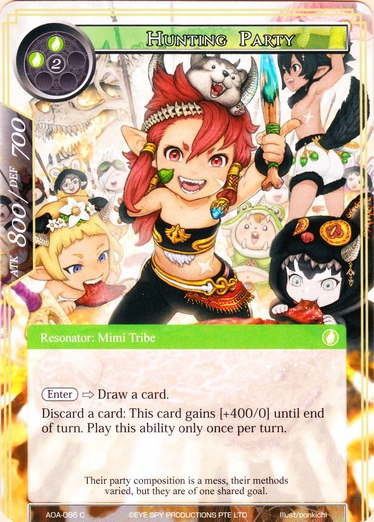 Hunting Party
2
ATK 800 / DEF 700
Resonator: Mimi Tribe
Enter ⇨ Draw a card.
Discard a card: This card gains [+400/0] until end
of turn. Play this ability only once per turn.
Their party composition is a mess, their methods
varied, but they are of one shared goal.
AOA-066 C ©EYE SPY PRODUCTIONS PTE LTD Illust/ponkichi